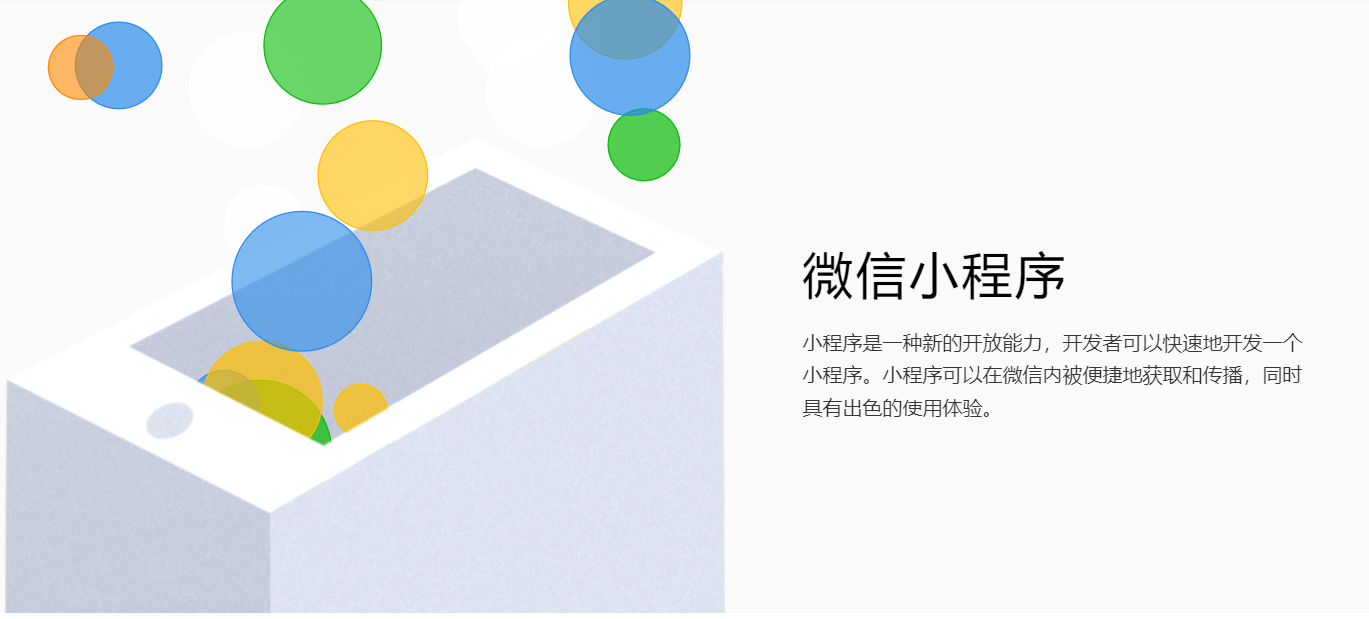 微信小程序
小程序是一种新的开放能力，开发者可以快速地开发一个
小程序。小程序可以在微信内被便捷地获取和传播，同时
具有出色的使用体验。